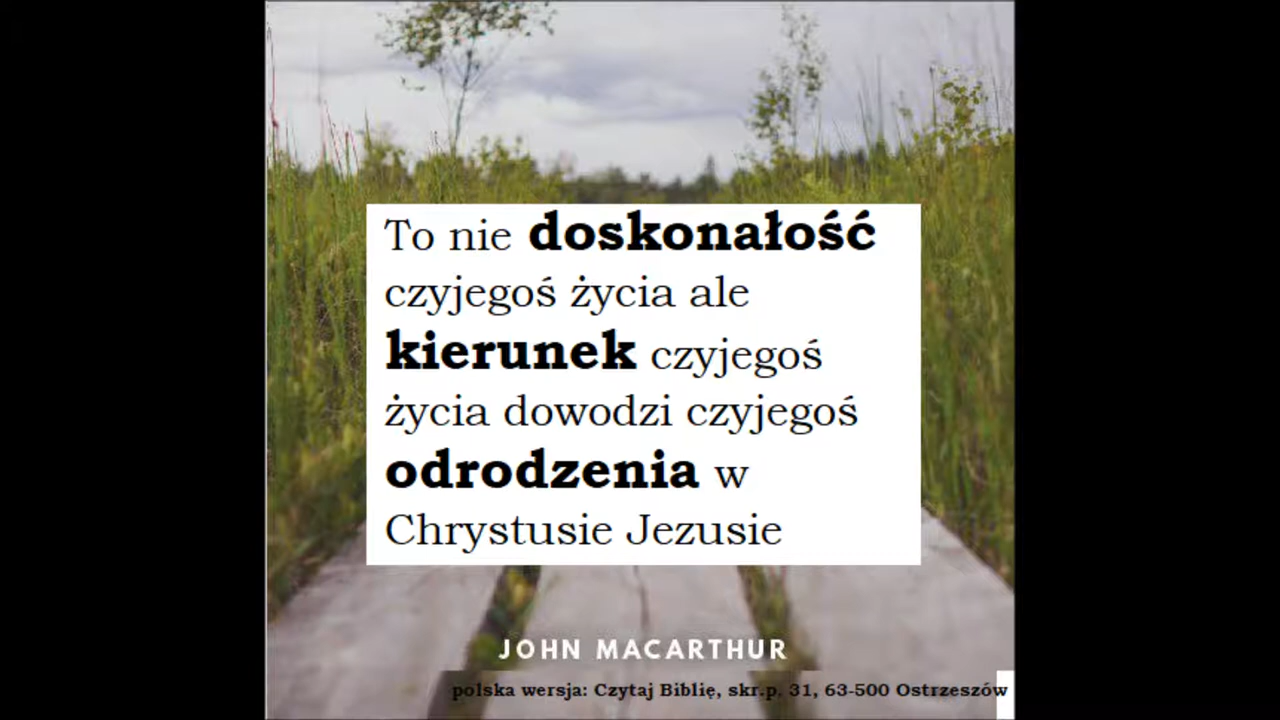 To nie doskonałość
czyjegoś życia ale
kierunek czyjegoś
życia dowodzi czyjegoś
odrodzenia w
Chrystusie Jezusie
JOHN MACARTHUR
polska wersja: Czytaj Biblię, skr.p. 31, 63-500 Ostrzeszów